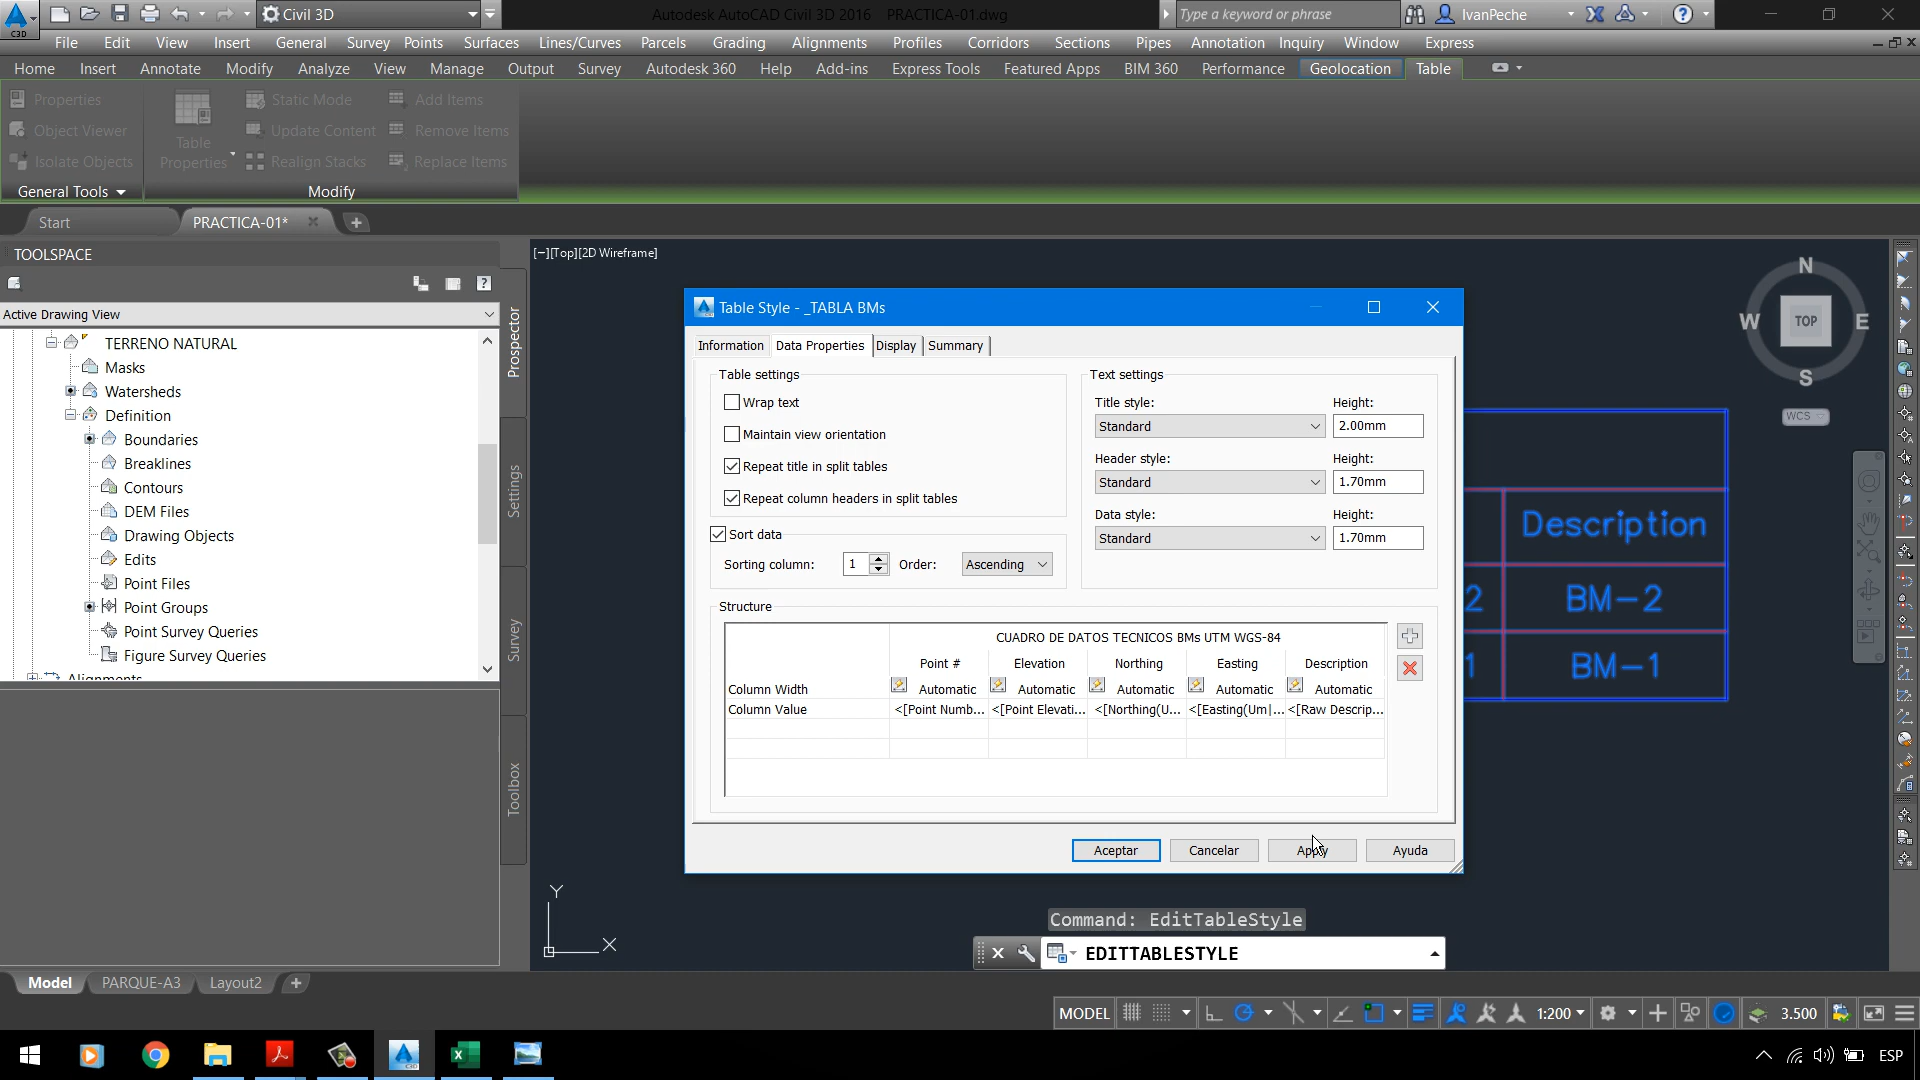 Civil 3D
Autodesk AutoCAD Civil 3D 2016 PRACTICA-01.dwg
Type a keyword or phrase
IvanPeche
C3D
File Edit View Insert General Survey Points Surfaces Lines/Curves Parcels Grading Alignments Profiles Corridors Sections Pipes Annotation Inquiry Window Express
Home Insert Annotate Modify Analyze View Manage Output Survey Autodesk 360 Help Add-ins Express Tools Featured Apps BIM 360 Performance Geolocation Table
Properties
Object Viewer
Isolate Objects
Table
Properties
Static Mode
Update Content
Realign Stacks
Add Items
Remove Items
Replace Items
General Tools
Modify
Start
PRACTICA-01*
TOOLSPACE
Active Drawing View
TERRENO NATURAL
Masks
Watersheds
Definition
Boundaries
Breaklines
Contours
DEM Files
Drawing Objects
Edits
Point Files
Point Groups
Point Survey Queries
Figure Survey Queries
Alignments
Prospector
Settings
Survey
Toolbox
[−][Top][2D Wireframe]
Table Style - _TABLA BMs
Information
Data Properties
Display
Summary
Table settings
Wrap text
Maintain view orientation
Repeat title in split tables
Repeat column headers in split tables
Sort data
Sorting column: 1 Order: Ascending
Text settings
Title style: Height:
Standard 2.00mm
Header style: Height:
Standard 1.70mm
Data style: Height:
Standard 1.70mm
Structure
CUADRO DE DATOS TECNICOS BMs UTM WGS-84
Point # Elevation Northing Easting Description
Column Width Automatic Automatic Automatic Automatic Automatic
Column Value <[Point Numb... <[Point Elevati... <[Northing(U... <[Easting(Um|... <[Raw Descrip...
Aceptar
Cancelar
Apply
Ayuda
N
W TOP E
S
WCS
Description
2 BM-2
1 BM-1
Y
X
Command: EditTableStyle
EDITTABLESTYLE
Model PARQUE-A3 Layout2
MODEL
1:200
3.500
ESP